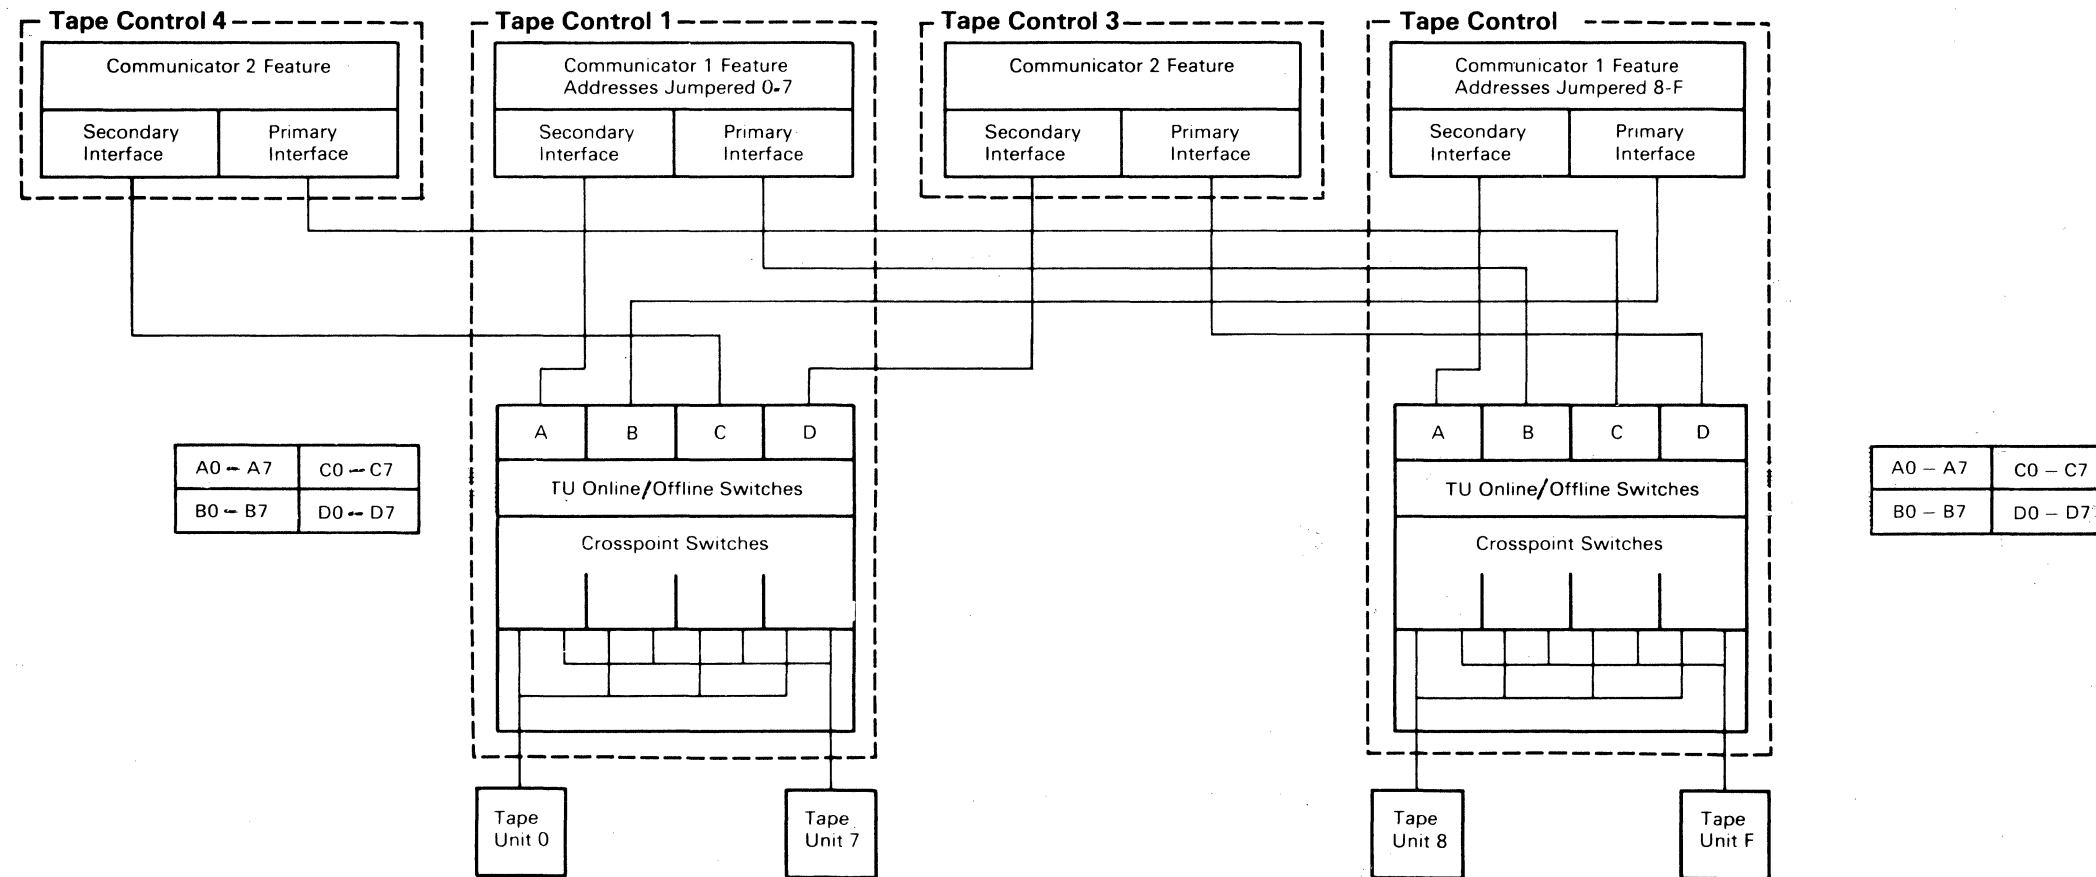 Tape Control 4
Communicator 2 Feature
Secondary
Interface
Primary
Interface
Tape Control 1
Communicator 1 Feature
Addresses Jumpered 0-7
Secondary
Interface
Primary
Interface
Tape Control 3
Communicator 2 Feature
Secondary
Interface
Primary
Interface
Tape Control
Communicator 1 Feature
Addresses Jumpered 8-F
Secondary
Interface
Primary
Interface
A0 – A7
C0 – C7
B0 – B7
D0 – D7
A
B
C
D
TU Online/Offline Switches
Crosspoint Switches
A
B
C
D
TU Online/Offline Switches
Crosspoint Switches
A0 – A7
C0 – C7
B0 – B7
D0 – D7
Tape
Unit 0
Tape
Unit 7
Tape
Unit 8
Tape
Unit F